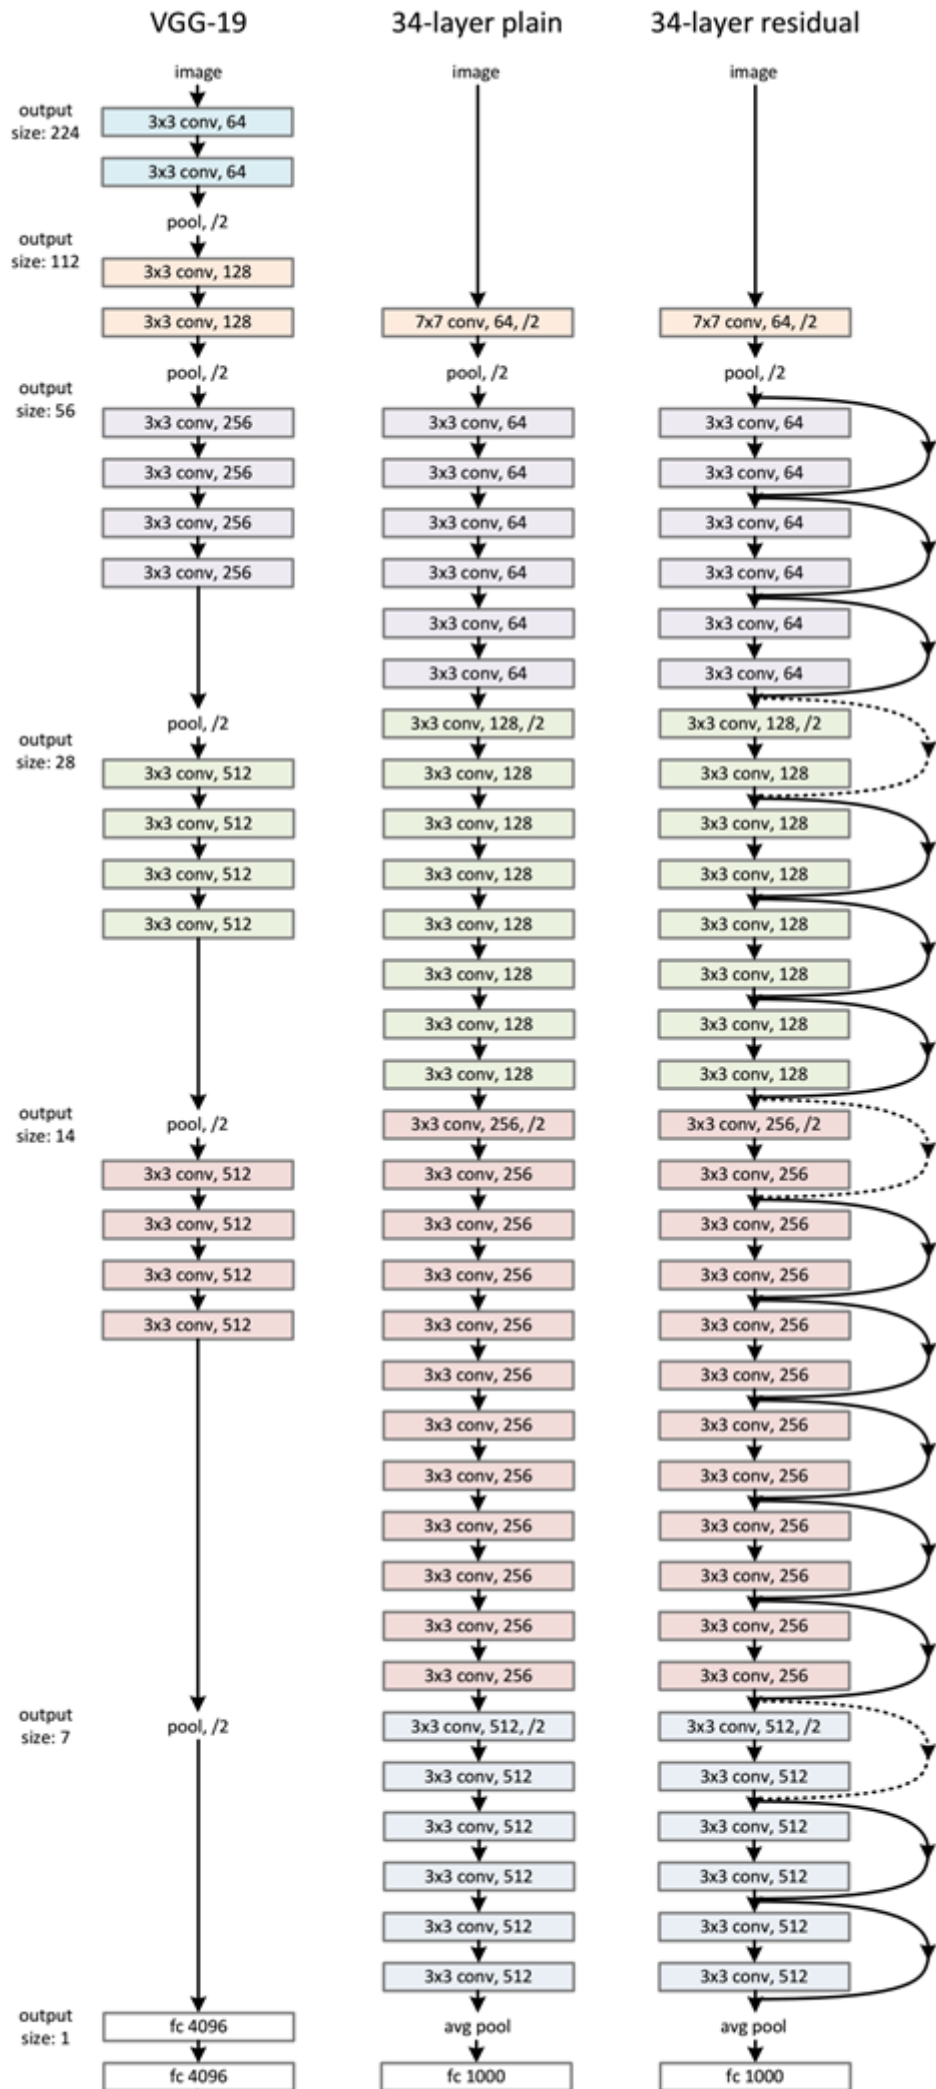 VGG-19
image
output
size: 224
3x3 conv, 64
3x3 conv, 64
pool, /2
output
size: 112
3x3 conv, 128
3x3 conv, 128
pool, /2
output
size: 56
3x3 conv, 256
3x3 conv, 256
3x3 conv, 256
3x3 conv, 256
pool, /2
output
size: 28
3x3 conv, 512
3x3 conv, 512
3x3 conv, 512
3x3 conv, 512
output
size: 14
pool, /2
3x3 conv, 512
3x3 conv, 512
3x3 conv, 512
3x3 conv, 512
output
size: 7
pool, /2
output
size: 1
fc 4096
fc 4096
34-layer plain
image
7x7 conv, 64, /2
pool, /2
3x3 conv, 64
3x3 conv, 64
3x3 conv, 64
3x3 conv, 64
3x3 conv, 64
3x3 conv, 64
3x3 conv, 128, /2
3x3 conv, 128
3x3 conv, 128
3x3 conv, 128
3x3 conv, 128
3x3 conv, 128
3x3 conv, 128
3x3 conv, 128
3x3 conv, 256, /2
3x3 conv, 256
3x3 conv, 256
3x3 conv, 256
3x3 conv, 256
3x3 conv, 256
3x3 conv, 256
3x3 conv, 256
3x3 conv, 256
3x3 conv, 256
3x3 conv, 256
3x3 conv, 256
3x3 conv, 512, /2
3x3 conv, 512
3x3 conv, 512
3x3 conv, 512
3x3 conv, 512
3x3 conv, 512
avg pool
fc 1000
34-layer residual
image
7x7 conv, 64, /2
pool, /2
3x3 conv, 64
3x3 conv, 64
3x3 conv, 64
3x3 conv, 64
3x3 conv, 64
3x3 conv, 64
3x3 conv, 128, /2
3x3 conv, 128
3x3 conv, 128
3x3 conv, 128
3x3 conv, 128
3x3 conv, 128
3x3 conv, 128
3x3 conv, 128
3x3 conv, 256, /2
3x3 conv, 256
3x3 conv, 256
3x3 conv, 256
3x3 conv, 256
3x3 conv, 256
3x3 conv, 256
3x3 conv, 256
3x3 conv, 256
3x3 conv, 256
3x3 conv, 256
3x3 conv, 256
3x3 conv, 512, /2
3x3 conv, 512
3x3 conv, 512
3x3 conv, 512
3x3 conv, 512
3x3 conv, 512
avg pool
fc 1000